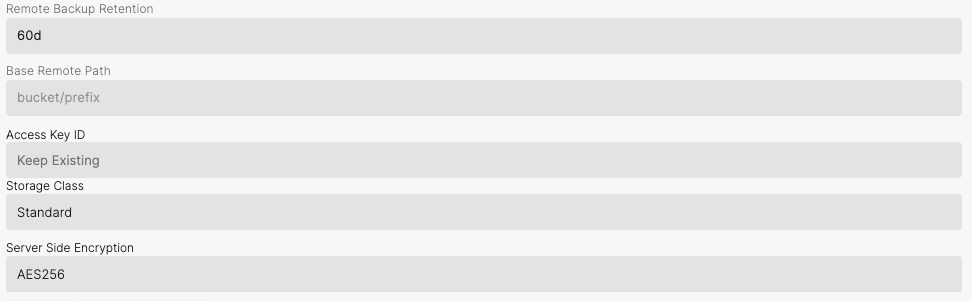 Remote Backup Retention
60d
Base Remote Path
bucket/prefix
Access Key ID
Keep Existing
Storage Class
Standard
Server Side Encryption
AES256